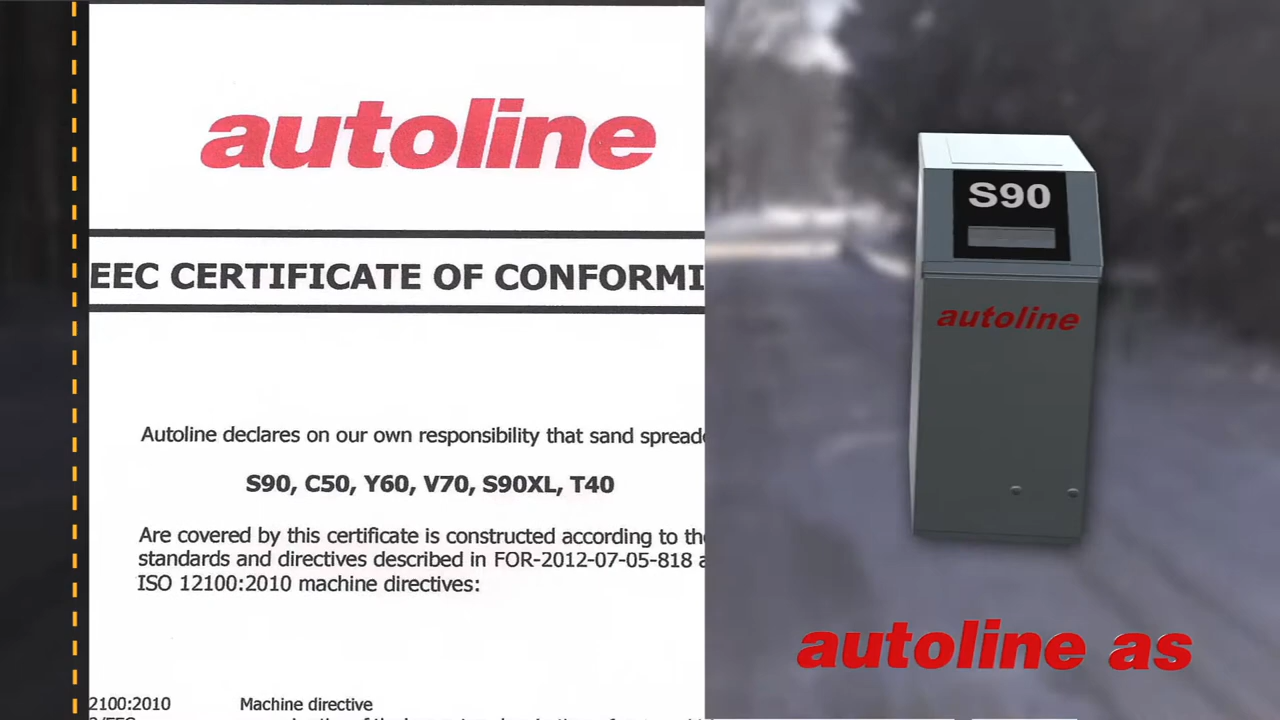 autoline
EEC CERTIFICATE OF CONFORMI
Autoline declares on our own responsibility that sand spreade
S90, C50, Y60, V70, S90XL, T40
Are covered by this certificate is constructed according to the
standards and directives described in FOR-2012-07-05-818 a
ISO 12100:2010 machine directives:
2100:2010 Machine directive
S90
autoline
autoline as